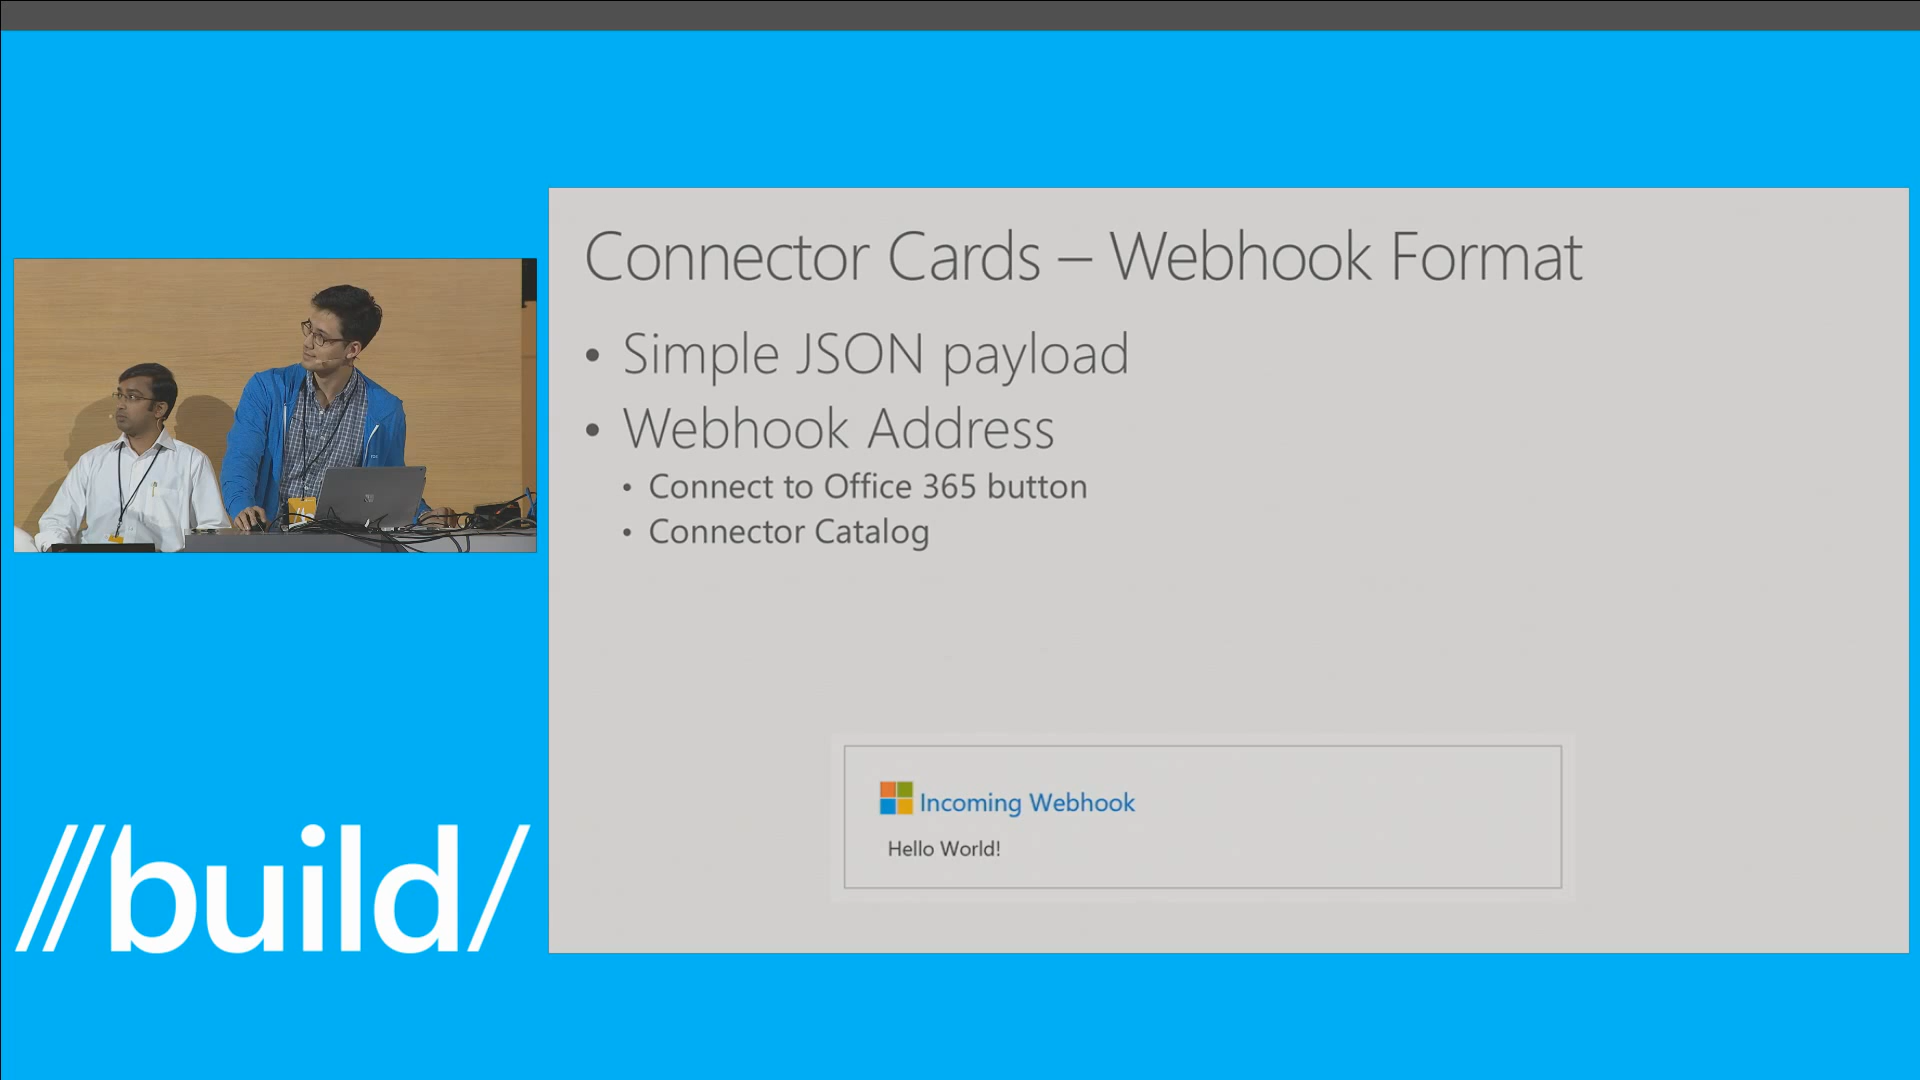 Connector Cards – Webhook Format
• Simple JSON payload
• Webhook Address
• Connect to Office 365 button
• Connector Catalog
Incoming Webhook
Hello World!
//build/